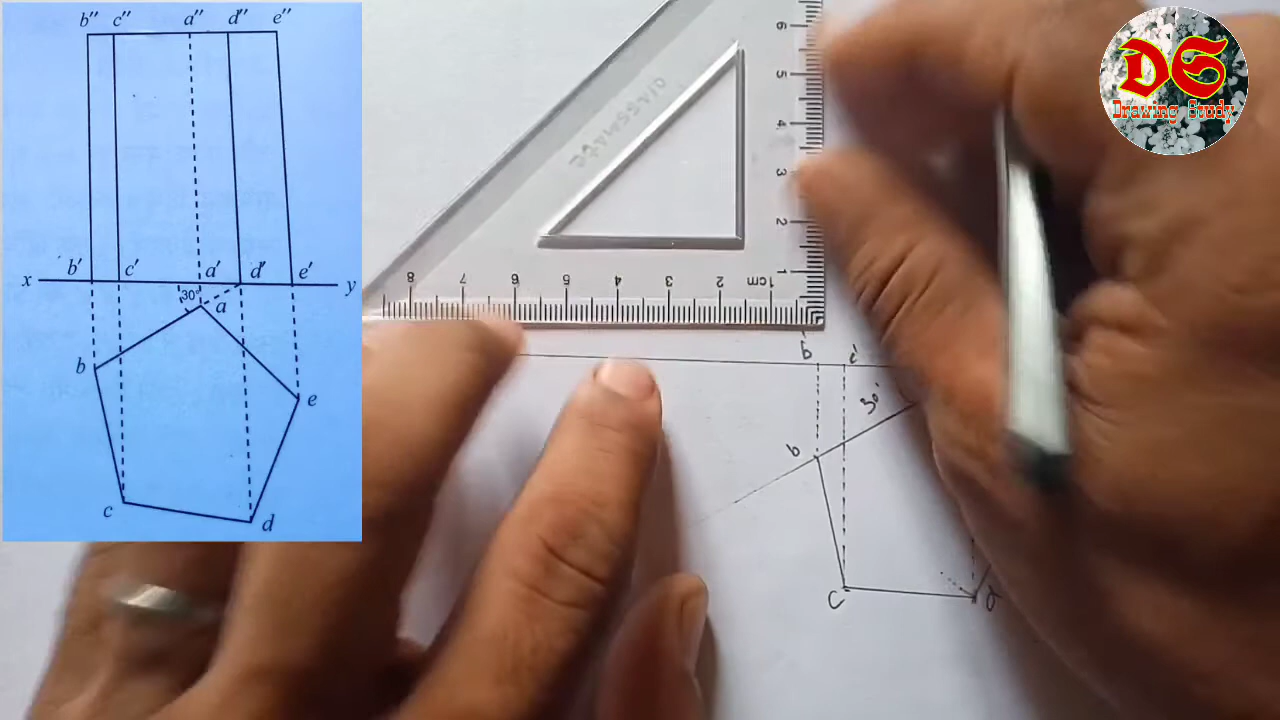 b" c" a" d" e"
x b' c' a' d' e' y
30°
a
b
e
c
d
DS
Drawing Study
6
5
4
3
2
1
8 7 6 5 4 3 2 1cm
b' c'
30°
b
c
d